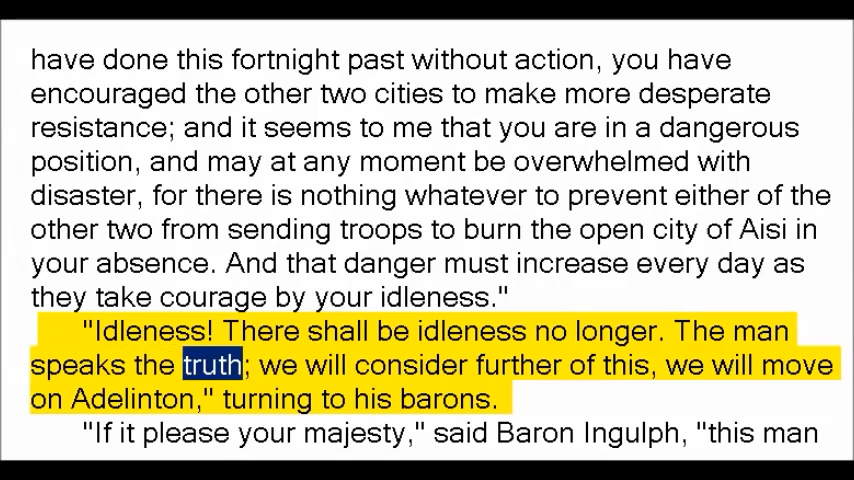 have done this fortnight past without action, you have
encouraged the other two cities to make more desperate
resistance; and it seems to me that you are in a dangerous
position, and may at any moment be overwhelmed with
disaster, for there is nothing whatever to prevent either of the
other two from sending troops to burn the open city of Aisi in
your absence. And that danger must increase every day as
they take courage by your idleness."
"Idleness! There shall be idleness no longer. The man
speaks the truth; we will consider further of this, we will move
on Adelinton," turning to his barons.
"If it please your majesty," said Baron Ingulph, "this man